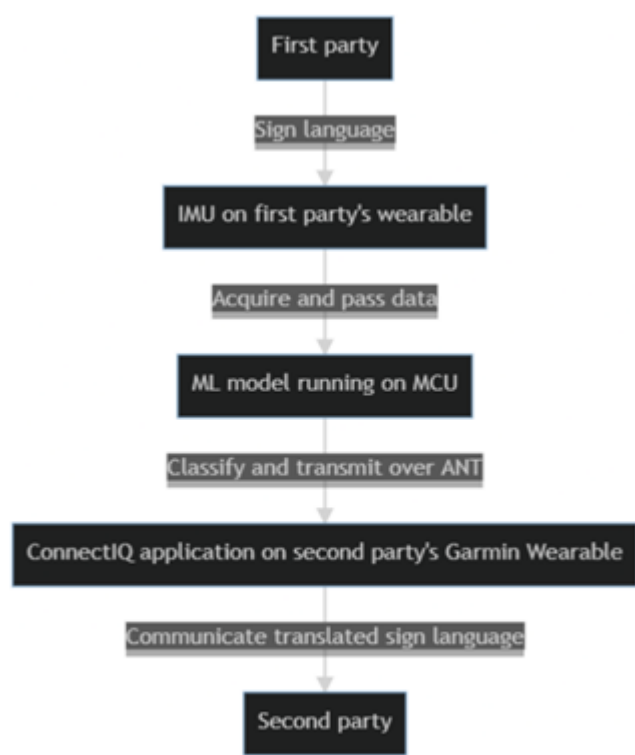 First party
Sign language
IMU on first party's wearable
Acquire and pass data
ML model running on MCU
Classify and transmit over ANT
ConnectIQ application on second party's Garmin Wearable
Communicate translated sign language
Second party